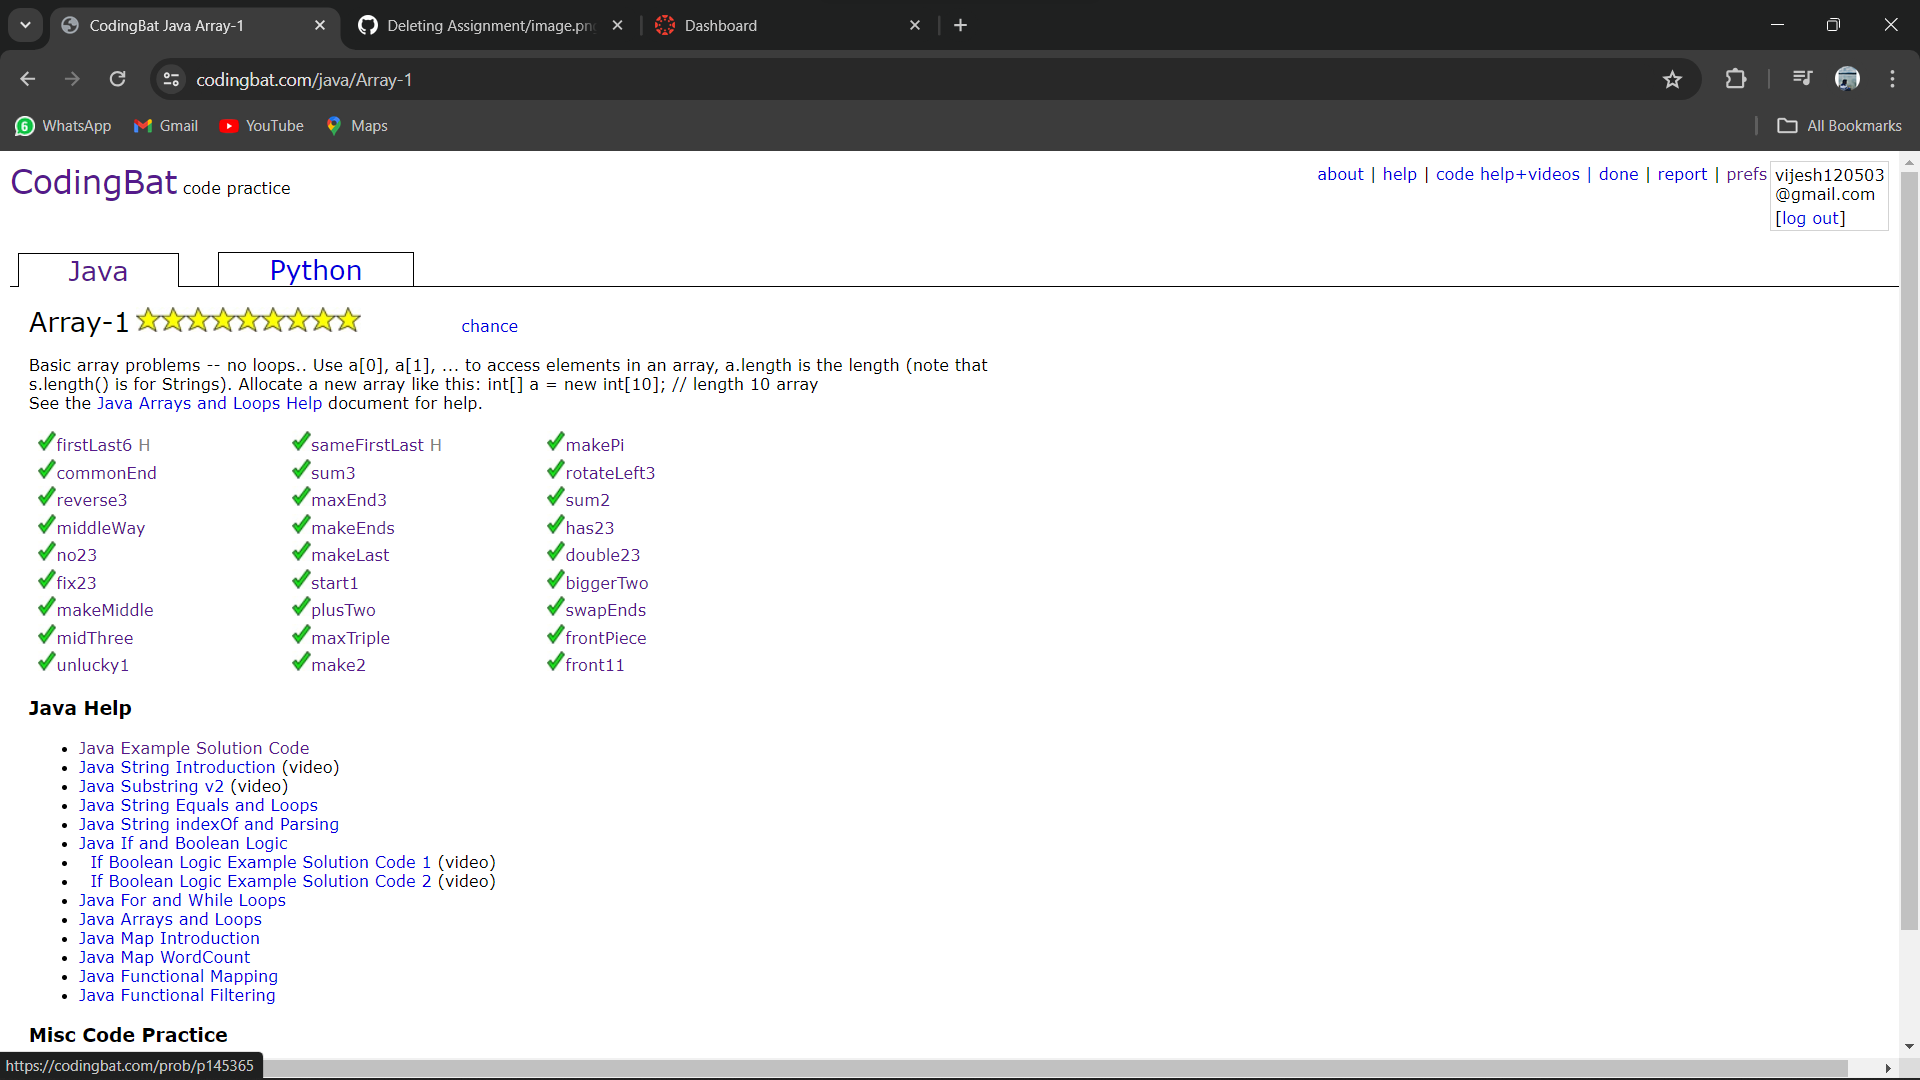 CodingBat Java Array-1
Deleting Assignment/image.pn
Dashboard
codingbat.com/java/Array-1
6 WhatsApp Gmail YouTube Maps All Bookmarks
CodingBat code practice
about | help | code help+videos | done | report | prefs
vijesh120503
@gmail.com
[log out]
Java Python
Array-1 chance
Basic array problems -- no loops.. Use a[0], a[1], ... to access elements in an array, a.length is the length (note that
s.length() is for Strings). Allocate a new array like this: int[] a = new int[10]; // length 10 array
See the Java Arrays and Loops Help document for help.
firstLast6 H sameFirstLast H makePi
commonEnd sum3 rotateLeft3
reverse3 maxEnd3 sum2
middleWay makeEnds has23
no23 makeLast double23
fix23 start1 biggerTwo
makeMiddle plusTwo swapEnds
midThree maxTriple frontPiece
unlucky1 make2 front11
Java Help
• Java Example Solution Code
• Java String Introduction (video)
• Java Substring v2 (video)
• Java String Equals and Loops
• Java String indexOf and Parsing
• Java If and Boolean Logic
• If Boolean Logic Example Solution Code 1 (video)
• If Boolean Logic Example Solution Code 2 (video)
• Java For and While Loops
• Java Arrays and Loops
• Java Map Introduction
• Java Map WordCount
• Java Functional Mapping
• Java Functional Filtering
Misc Code Practice
https://codingbat.com/prob/p145365